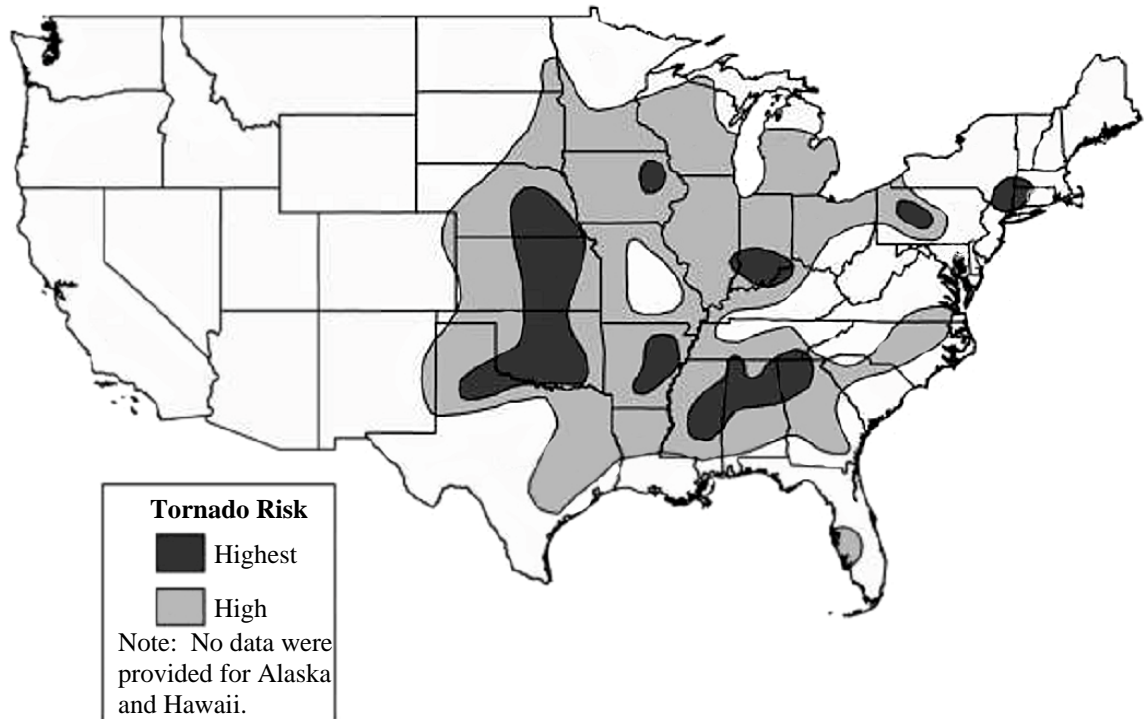 Tornado Risk
Highest
High
Note: No data were
provided for Alaska
and Hawaii.